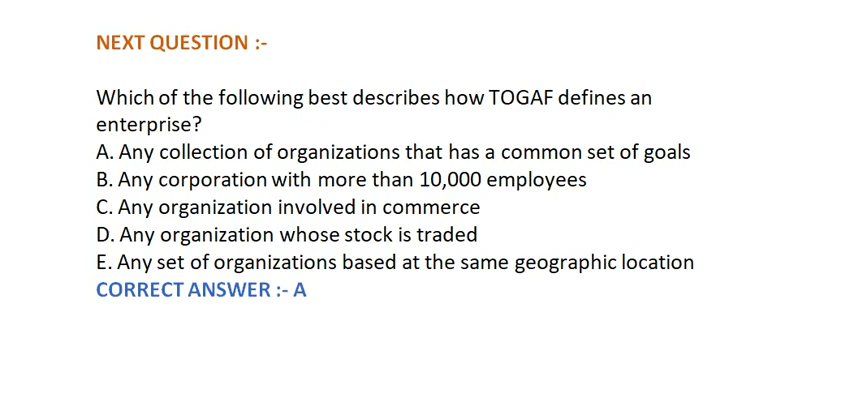 NEXT QUESTION :-
Which of the following best describes how TOGAF defines an
enterprise?
A. Any collection of organizations that has a common set of goals
B. Any corporation with more than 10,000 employees
C. Any organization involved in commerce
D. Any organization whose stock is traded
E. Any set of organizations based at the same geographic location
CORRECT ANSWER :- A